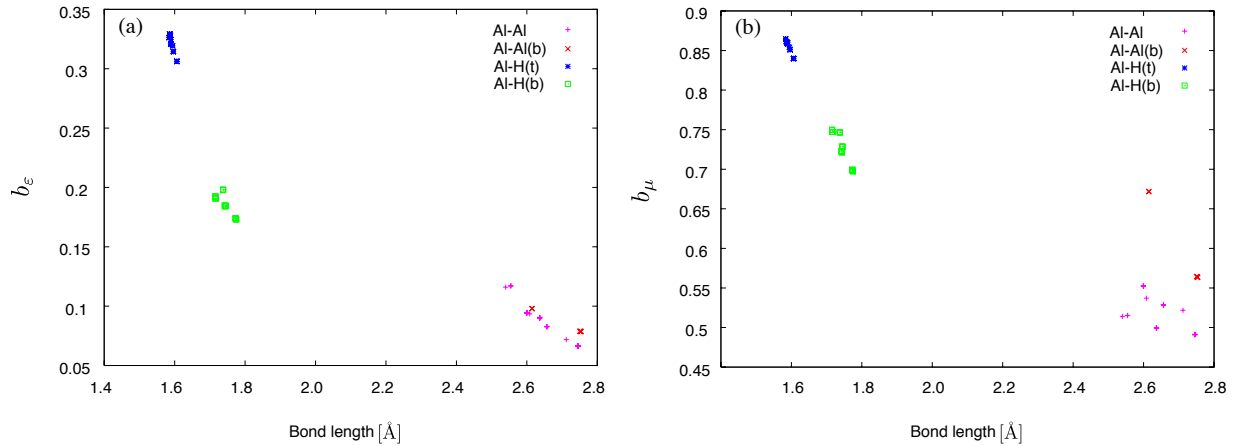 (a)
0.35
0.3
0.25
0.2
0.15
0.1
0.05
b_ε
1.4 1.6 1.8 2.0 2.2 2.4 2.6 2.8
Bond length [Å]
Al-Al
Al-Al(b)
Al-H(t)
Al-H(b)
(b)
0.9
0.85
0.8
0.75
0.7
0.65
0.6
0.55
0.5
0.45
b_μ
1.6 1.8 2.0 2.2 2.4 2.6 2.8
Bond length [Å]
Al-Al
Al-Al(b)
Al-H(t)
Al-H(b)